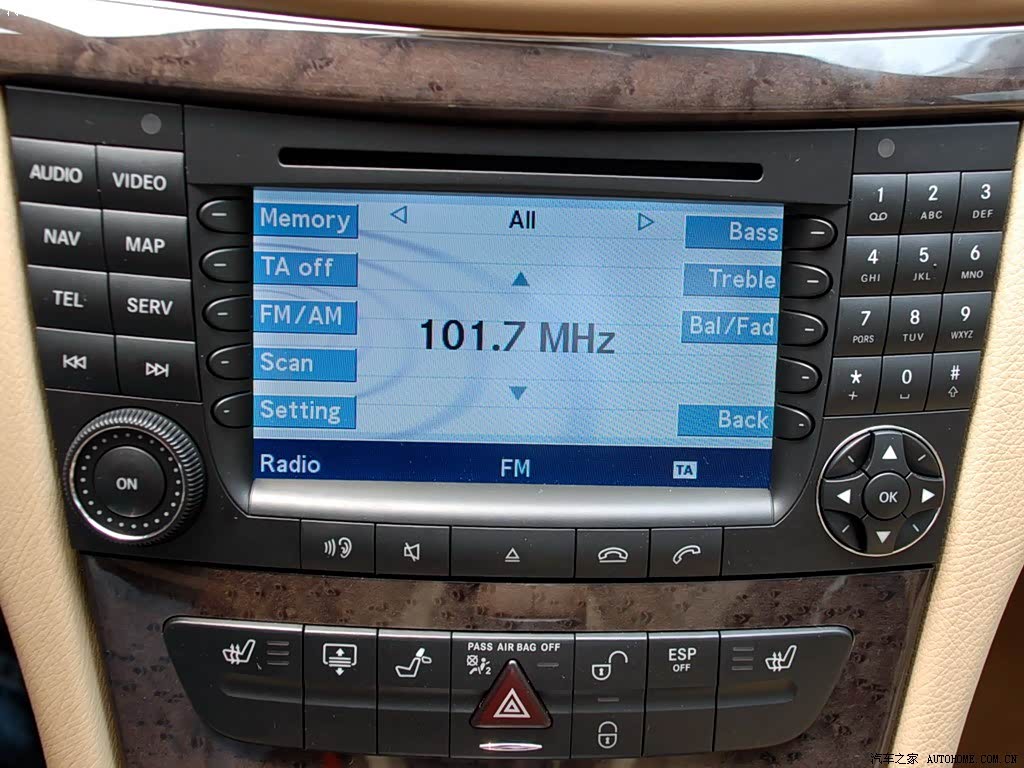 AUDIO
VIDEO
NAV
MAP
TEL
SERV
ON
Memory
All
Bass
TA off
Treble
FM/AM
101.7 MHz
Bal/Fad
Scan
Setting
Back
Radio FM TA
1
2 ABC
3 DEF
4 GHI
5 JKL
6 MNO
7 PQRS
8 TUV
9 WXYZ
* +
0
#
OK
PASS AIR BAG OFF
2
ESP
OFF
汽车之家 AUTOHOME.COM.CN